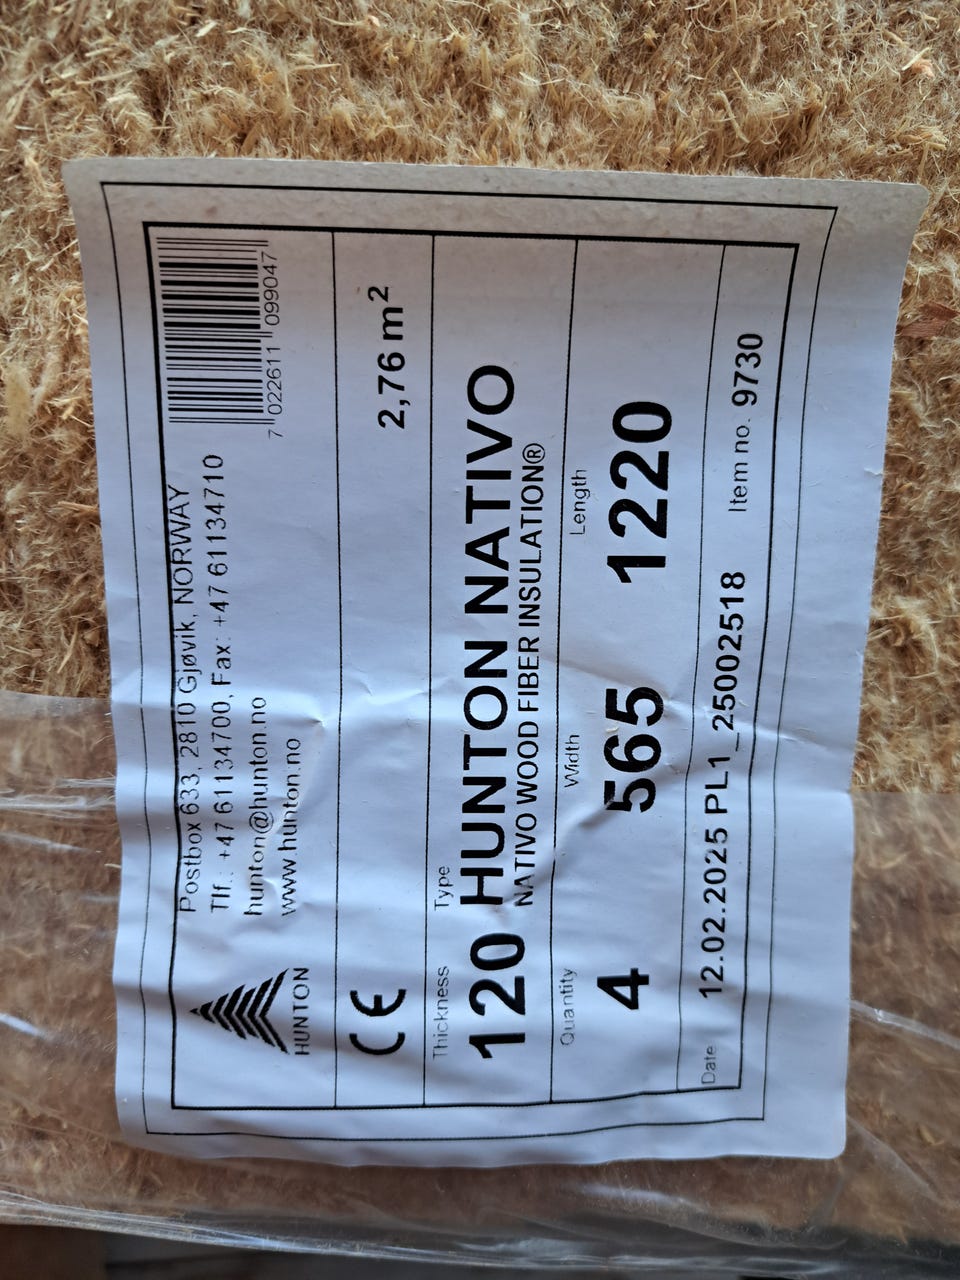 HUNTON
Postbox 633, 2810 Gjøvik, NORWAY
Tlf.: +47 61134700, Fax: +47 61134710
hunton@hunton.no
www.hunton.no
7 022611 099047
CE
2,76 m²
Thickness Type
120 HUNTON NATIVO
NATIVO WOOD FIBER INSULATION®
Quantity Width Length
4 565 1220
Date 12.02.2025 PL1_25002518 Item no. 9730